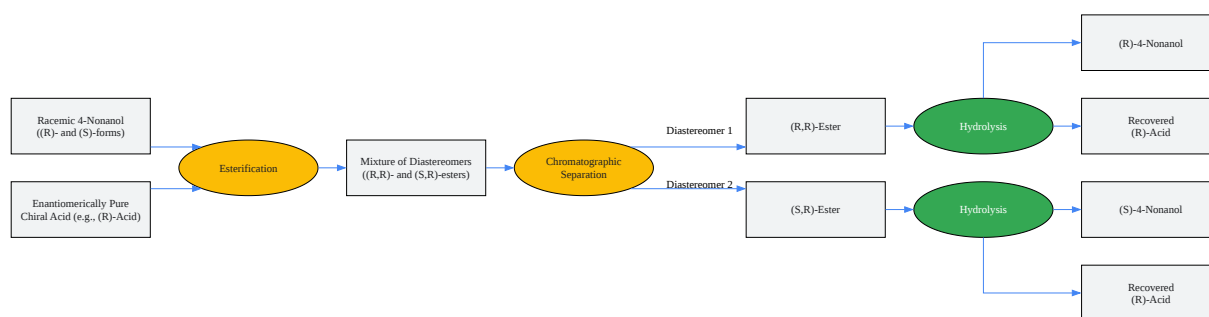 Racemic 4-Nonanol
((R)- and (S)-forms)
Enantiomerically Pure
Chiral Acid (e.g., (R)-Acid)
Esterification
Mixture of Diastereomers
((R,R)- and (S,R)-esters)
Chromatographic
Separation
Diastereomer 1
Diastereomer 2
(R,R)-Ester
(S,R)-Ester
Hydrolysis
Hydrolysis
(R)-4-Nonanol
Recovered
(R)-Acid
(S)-4-Nonanol
Recovered
(R)-Acid